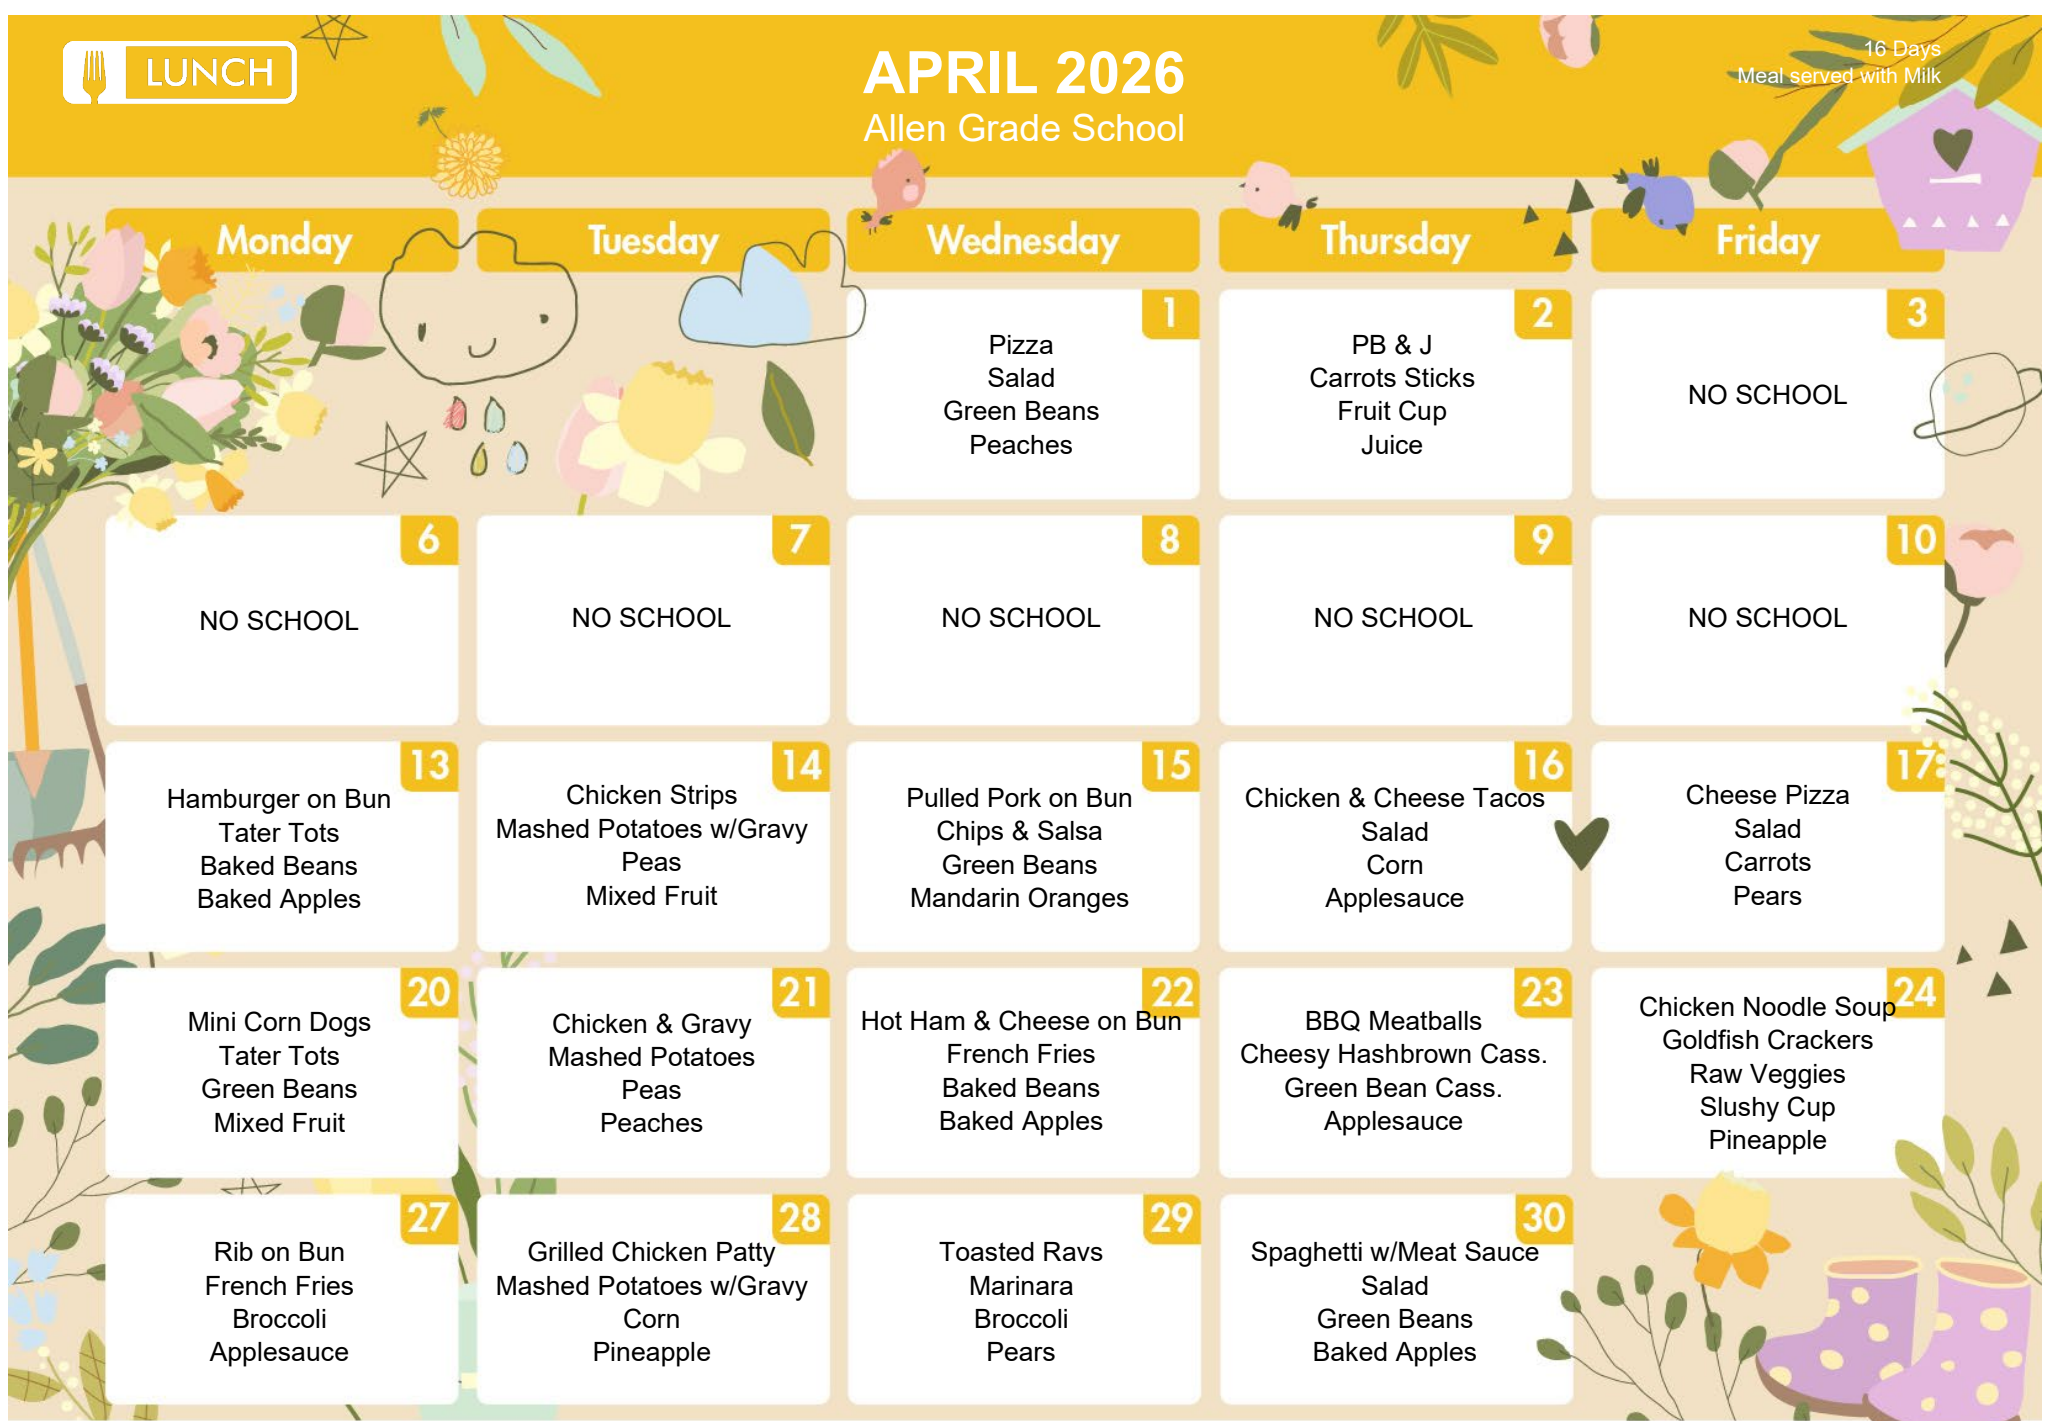 LUNCH
APRIL 2026
Allen Grade School
16 Days
Meal served with Milk
Monday
Tuesday
Wednesday
Thursday
Friday
1
Pizza
Salad
Green Beans
Peaches
2
PB & J
Carrots Sticks
Fruit Cup
Juice
3
NO SCHOOL
6
NO SCHOOL
7
NO SCHOOL
8
NO SCHOOL
9
NO SCHOOL
10
NO SCHOOL
13
Hamburger on Bun
Tater Tots
Baked Beans
Baked Apples
14
Chicken Strips
Mashed Potatoes w/Gravy
Peas
Mixed Fruit
15
Pulled Pork on Bun
Chips & Salsa
Green Beans
Mandarin Oranges
16
Chicken & Cheese Tacos
Salad
Corn
Applesauce
17
Cheese Pizza
Salad
Carrots
Pears
20
Mini Corn Dogs
Tater Tots
Green Beans
Mixed Fruit
21
Chicken & Gravy
Mashed Potatoes
Peas
Peaches
22
Hot Ham & Cheese on Bun
French Fries
Baked Beans
Baked Apples
23
BBQ Meatballs
Cheesy Hashbrown Cass.
Green Bean Cass.
Applesauce
24
Chicken Noodle Soup
Goldfish Crackers
Raw Veggies
Slushy Cup
Pineapple
27
Rib on Bun
French Fries
Broccoli
Applesauce
28
Grilled Chicken Patty
Mashed Potatoes w/Gravy
Corn
Pineapple
29
Toasted Ravs
Marinara
Broccoli
Pears
30
Spaghetti w/Meat Sauce
Salad
Green Beans
Baked Apples